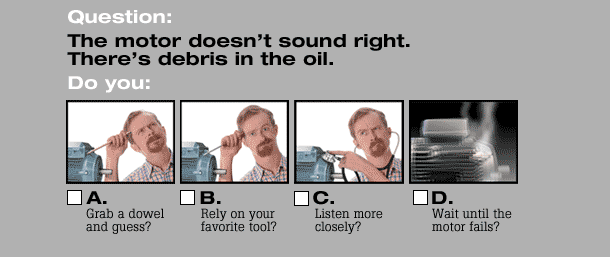 Question:
The motor doesn't sound right.
There's debris in the oil.
Do you:
A.
Grab a dowel
and guess?
B.
Rely on your
favorite tool?
C.
Listen more
closely?
D.
Wait until the
motor fails?